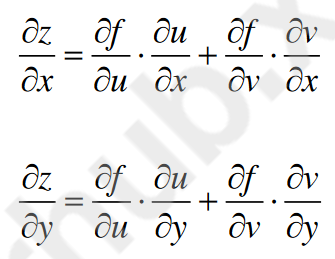 ∂z/∂x = ∂f/∂u · ∂u/∂x + ∂f/∂v · ∂v/∂x
∂z/∂y = ∂f/∂u · ∂u/∂y + ∂f/∂v · ∂v/∂y